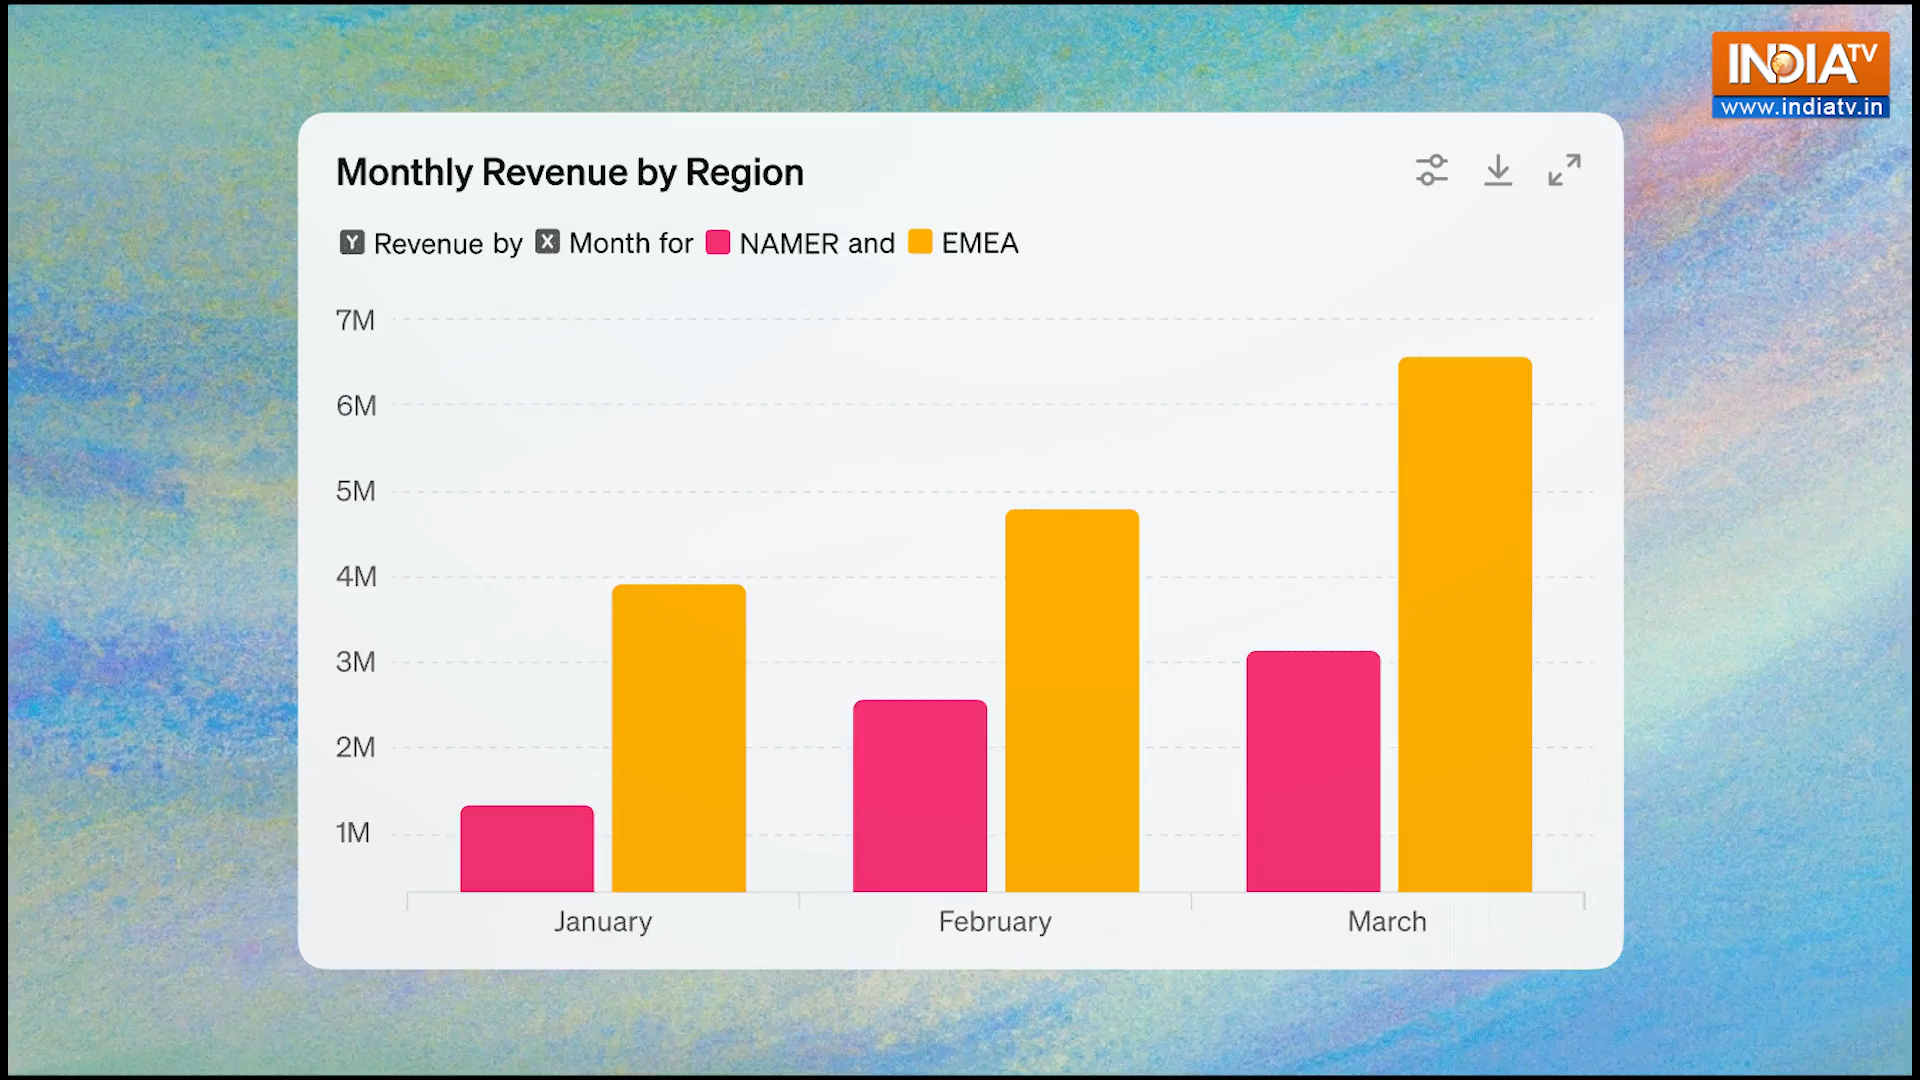 INDIA TV
www.indiatv.in
Monthly Revenue by Region
Y Revenue by X Month for NAMER and EMEA
7M
6M
5M
4M
3M
2M
1M
January February March